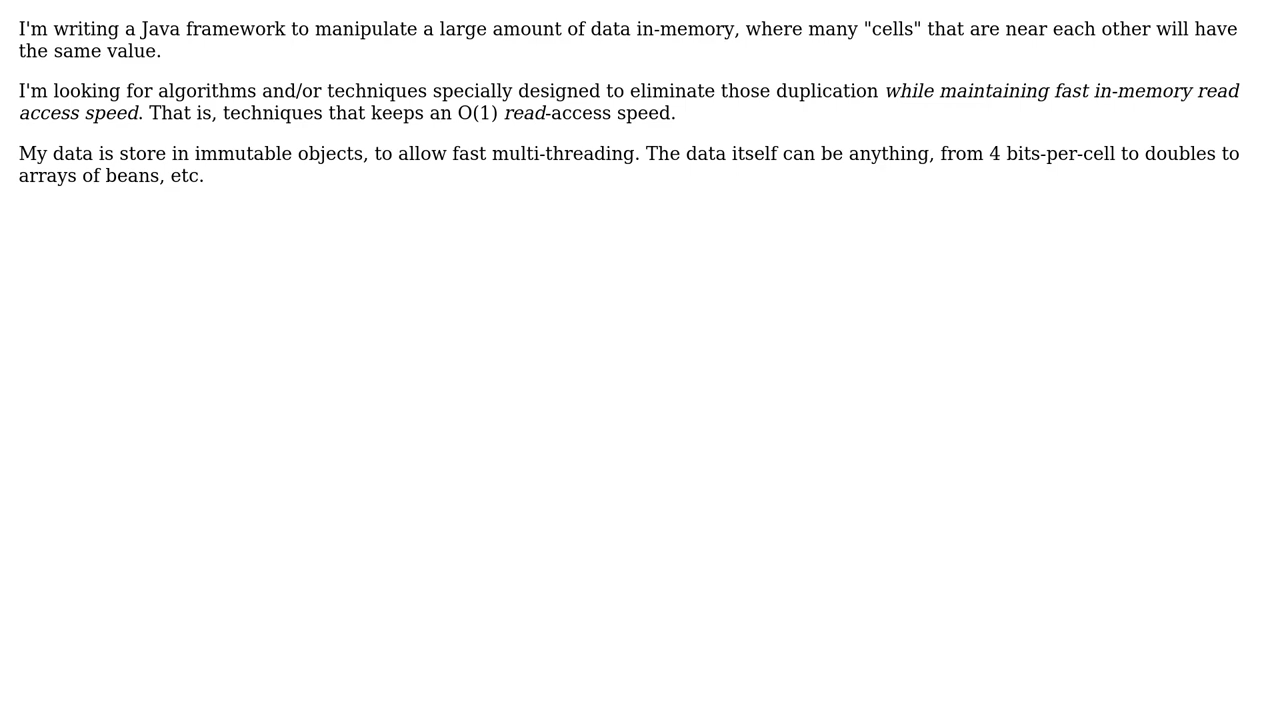 I'm writing a Java framework to manipulate a large amount of data in-memory, where many "cells" that are near each other will have
the same value.
I'm looking for algorithms and/or techniques specially designed to eliminate those duplication while maintaining fast in-memory read
access speed. That is, techniques that keeps an O(1) read-access speed.
My data is store in immutable objects, to allow fast multi-threading. The data itself can be anything, from 4 bits-per-cell to doubles to
arrays of beans, etc.